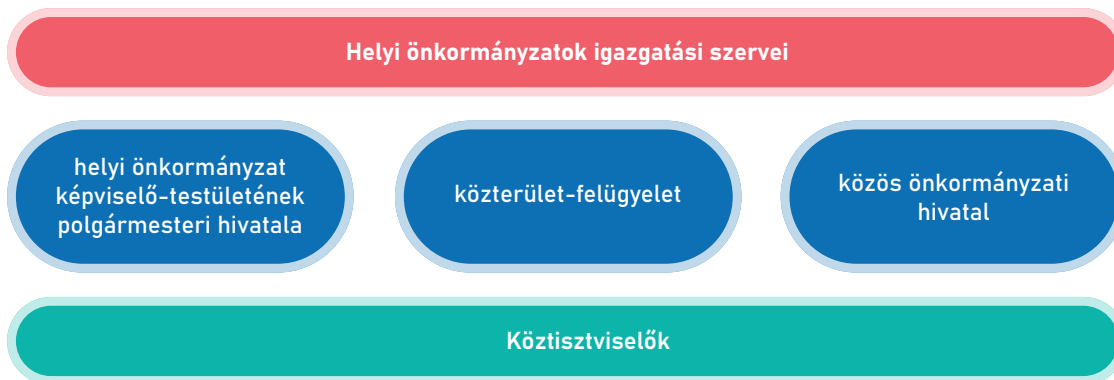 Helyi önkormányzatok igazgatási szervei
helyi önkormányzat
képviselő-testületének
polgármesteri hivatala
közterület-felügyelet
közös önkormányzati
hivatal
Köztisztviselők